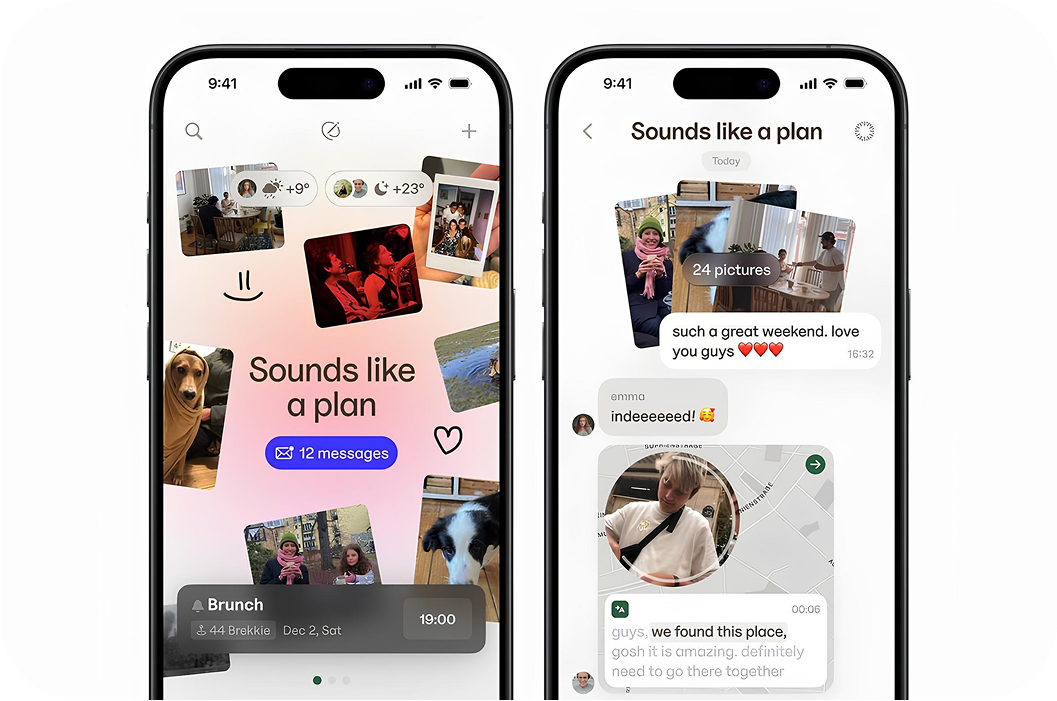 9:41
+9°
+23°
Sounds like
a plan
12 messages
Brunch
44 Brekkie
Dec 2, Sat
19:00
9:41
Sounds like a plan
Today
24 pictures
such a great weekend. love
you guys ❤️❤️❤️
16:32
emma
indeeeeeed! 🥰
NIENSTRASSE
00:06
guys, we found this place,
gosh it is amazing. definitely
need to go there together